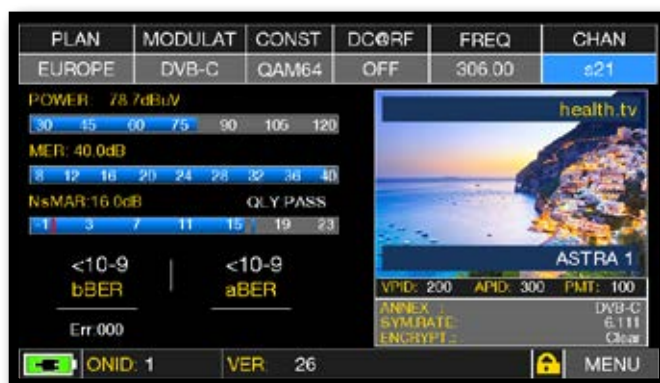 PLAN MODULAT CONST DC@RF FREQ CHAN
EUROPE DVB-C QAM64 OFF 306.00 s21
POWER: 78.7dBuV
30 45 60 75 90 105 120
MER: 40.0dB
8 12 16 20 24 28 32 36 40
NsMAR:16.0dB QLY PASS
-1 3 7 11 15 19 23
<10-9 <10-9
bBER aBER
Err:000
health.tv
ASTRA 1
VPID: 200 APID: 300 PMT: 100
ANNEX : DVB-C
SYM.RATE: 6.111
ENCRYPT.: Clear
ONID: 1 VER: 26 MENU